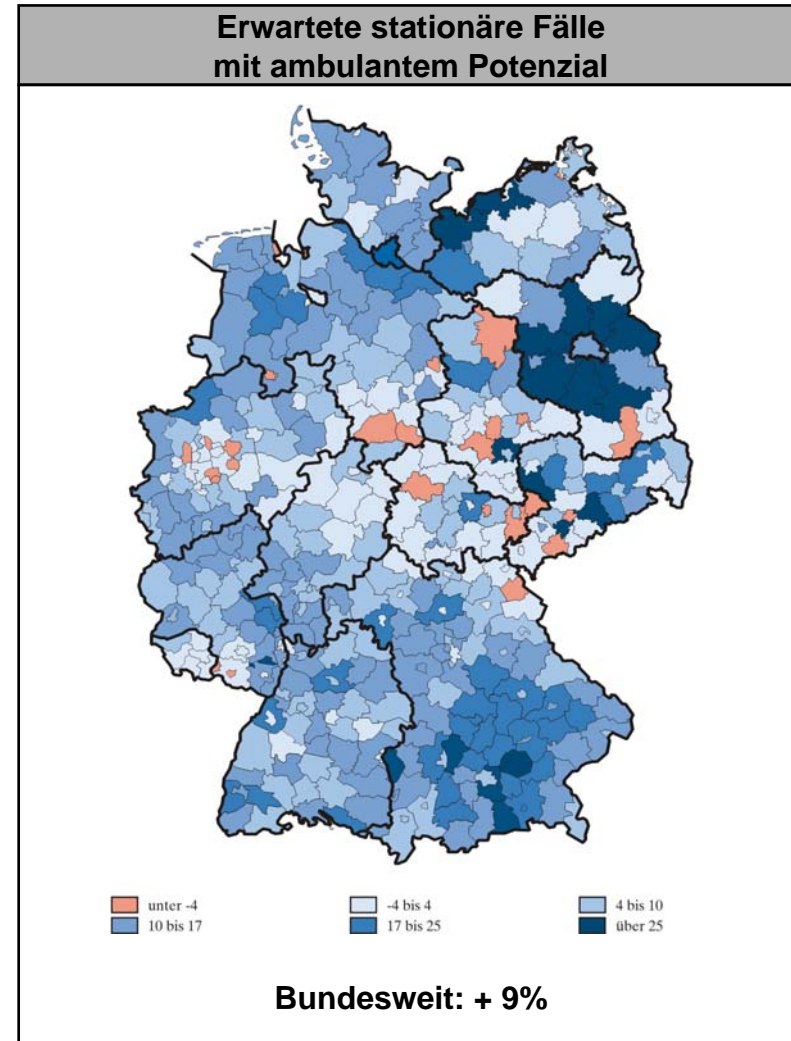 Erwartete stationäre Fälle
mit ambulantem Potenzial
unter -4
-4 bis 4
4 bis 10
10 bis 17
17 bis 25
über 25
Bundesweit: + 9%